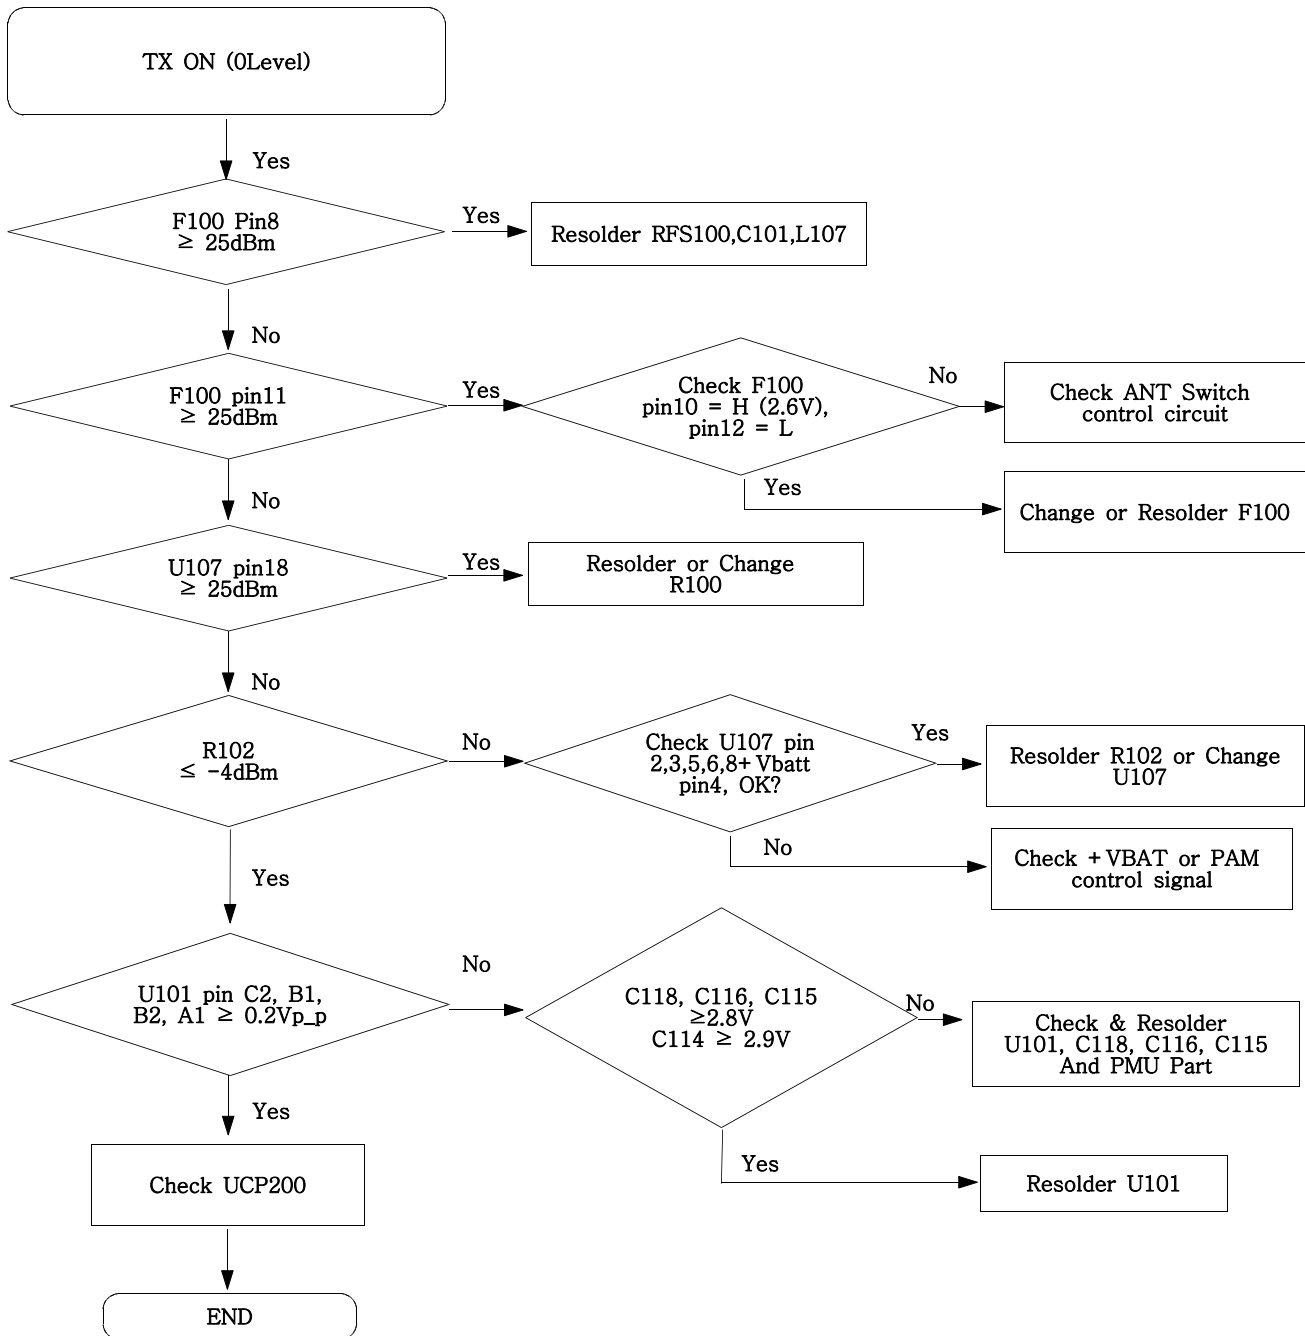 TX ON (0Level)
Yes
F100 Pin8
≥ 25dBm
Yes
Resolder RFS100,C101,L107
No
F100 pin11
≥ 25dBm
Yes
Check F100
pin10 = H (2.6V),
pin12 = L
No
Check ANT Switch
control circuit
Yes
Change or Resolder F100
No
U107 pin18
≥ 25dBm
Yes
Resolder or Change
R100
No
R102
≤ -4dBm
No
Check U107 pin
2,3,5,6,8+Vbatt
pin4, OK?
Yes
Resolder R102 or Change
U107
No
Check +VBAT or PAM
control signal
Yes
U101 pin C2, B1,
B2, A1 ≥ 0.2Vp_p
No
C118, C116, C115
≥2.8V
C114 ≥ 2.9V
No
Check & Resolder
U101, C118, C116, C115
And PMU Part
Yes
Resolder U101
Yes
Check UCP200
END